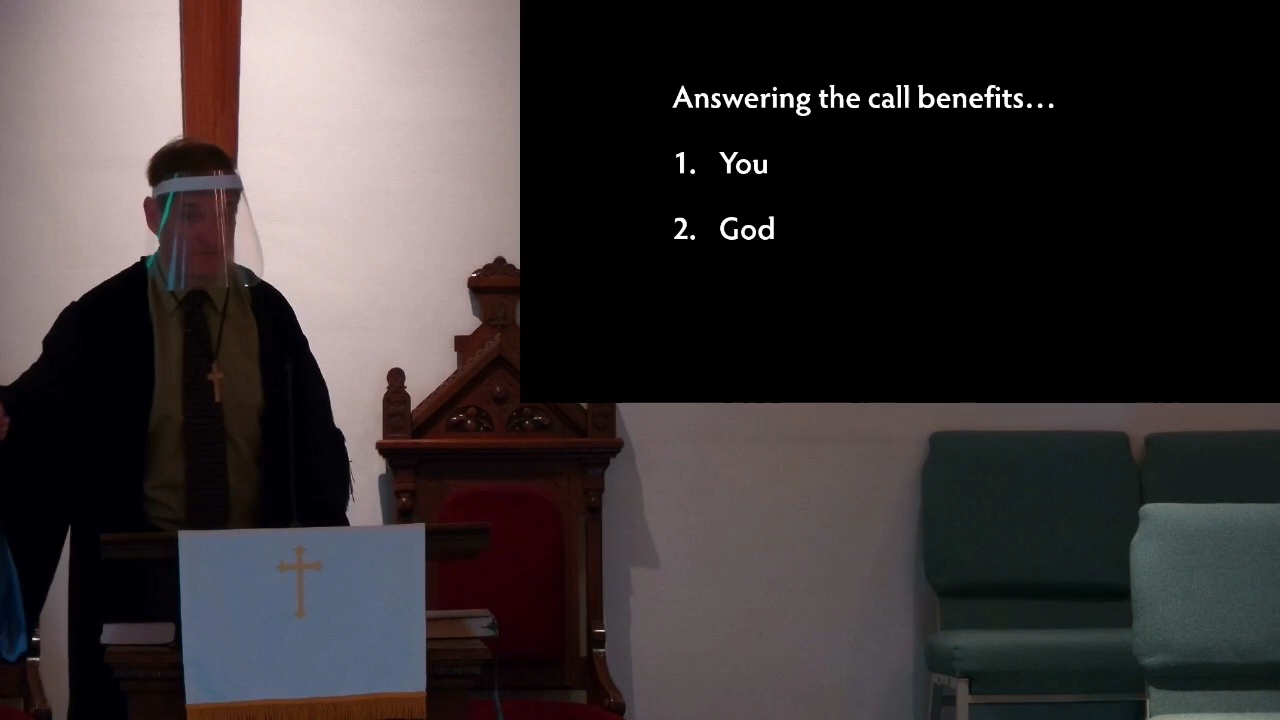 Answering the call benefits…
1. You
2. God